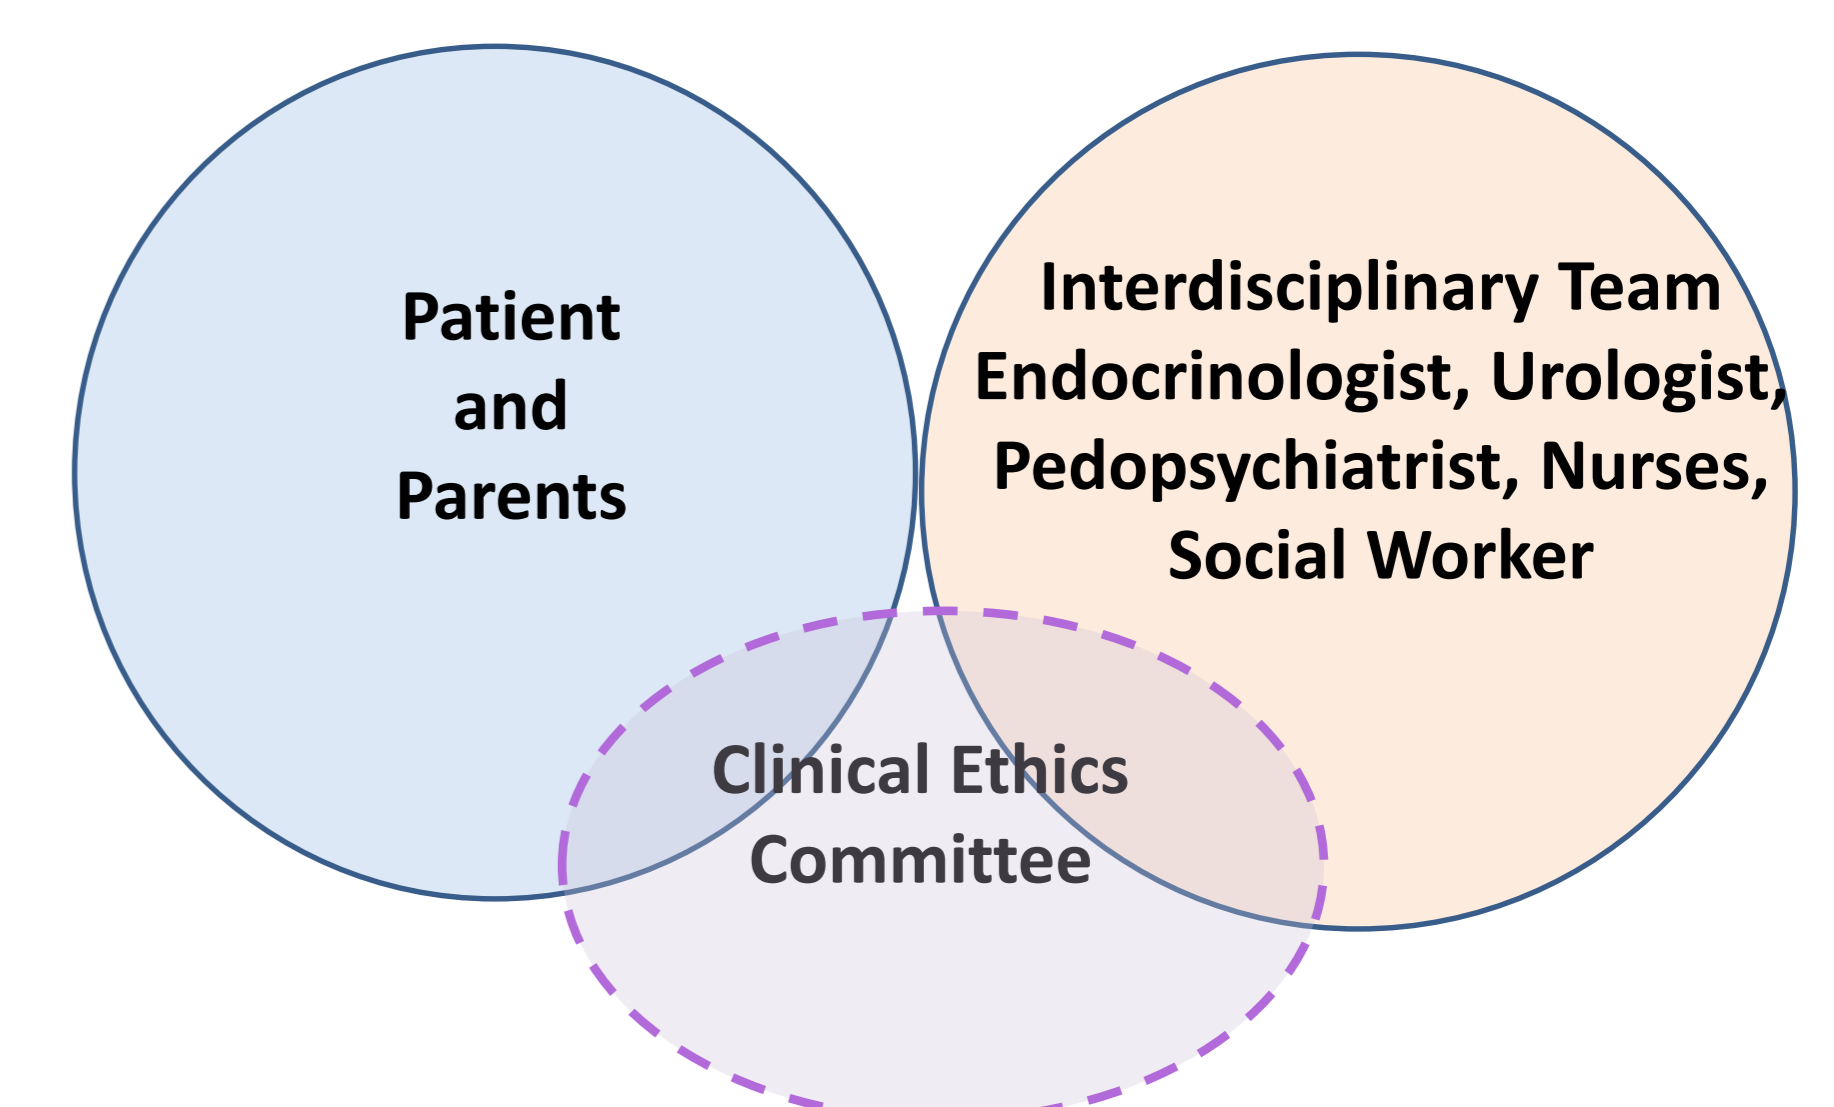 Patient
and
Parents
Interdisciplinary Team
Endocrinologist, Urologist,
Pedopsychiatrist, Nurses,
Social Worker
Clinical Ethics
Committee